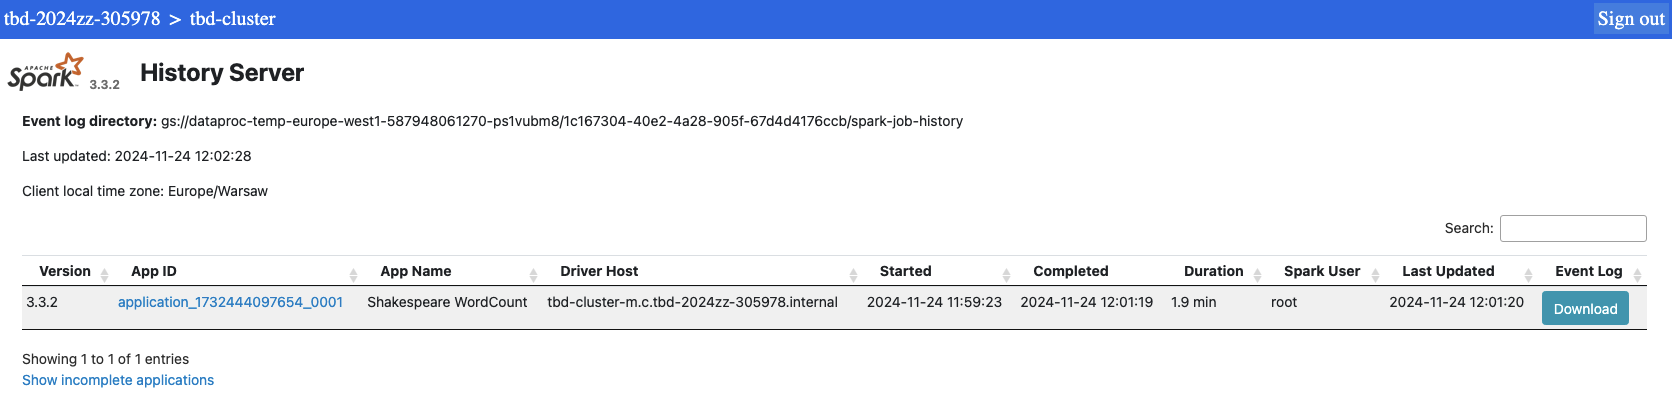 tbd-2024zz-305978 > tbd-cluster Sign out
APACHE Spark 3.3.2 History Server
Event log directory: gs://dataproc-temp-europe-west1-587948061270-ps1vubm8/1c167304-40e2-4a28-905f-67d4d4176ccb/spark-job-history
Last updated: 2024-11-24 12:02:28
Client local time zone: Europe/Warsaw
Search:
Version App ID App Name Driver Host Started Completed Duration Spark User Last Updated Event Log
3.3.2 application_1732444097654_0001 Shakespeare WordCount tbd-cluster-m.c.tbd-2024zz-305978.internal 2024-11-24 11:59:23 2024-11-24 12:01:19 1.9 min root 2024-11-24 12:01:20 Download
Showing 1 to 1 of 1 entries
Show incomplete applications